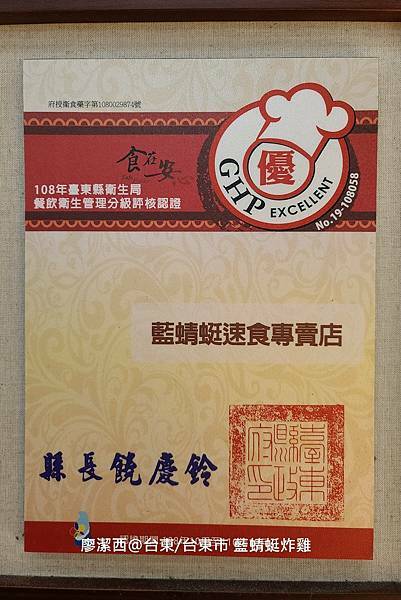 府授衛食藥字第1080029874號
食在安心
優
GHP EXCELLENT
No.19-108058
108年臺東縣衛生局
餐飲衛生管理分級評核認證
藍蜻蜓速食專賣店
縣長饒慶鈴
臺東縣政府印
廖潔西@台東/台東市 藍蜻蜓炸雞